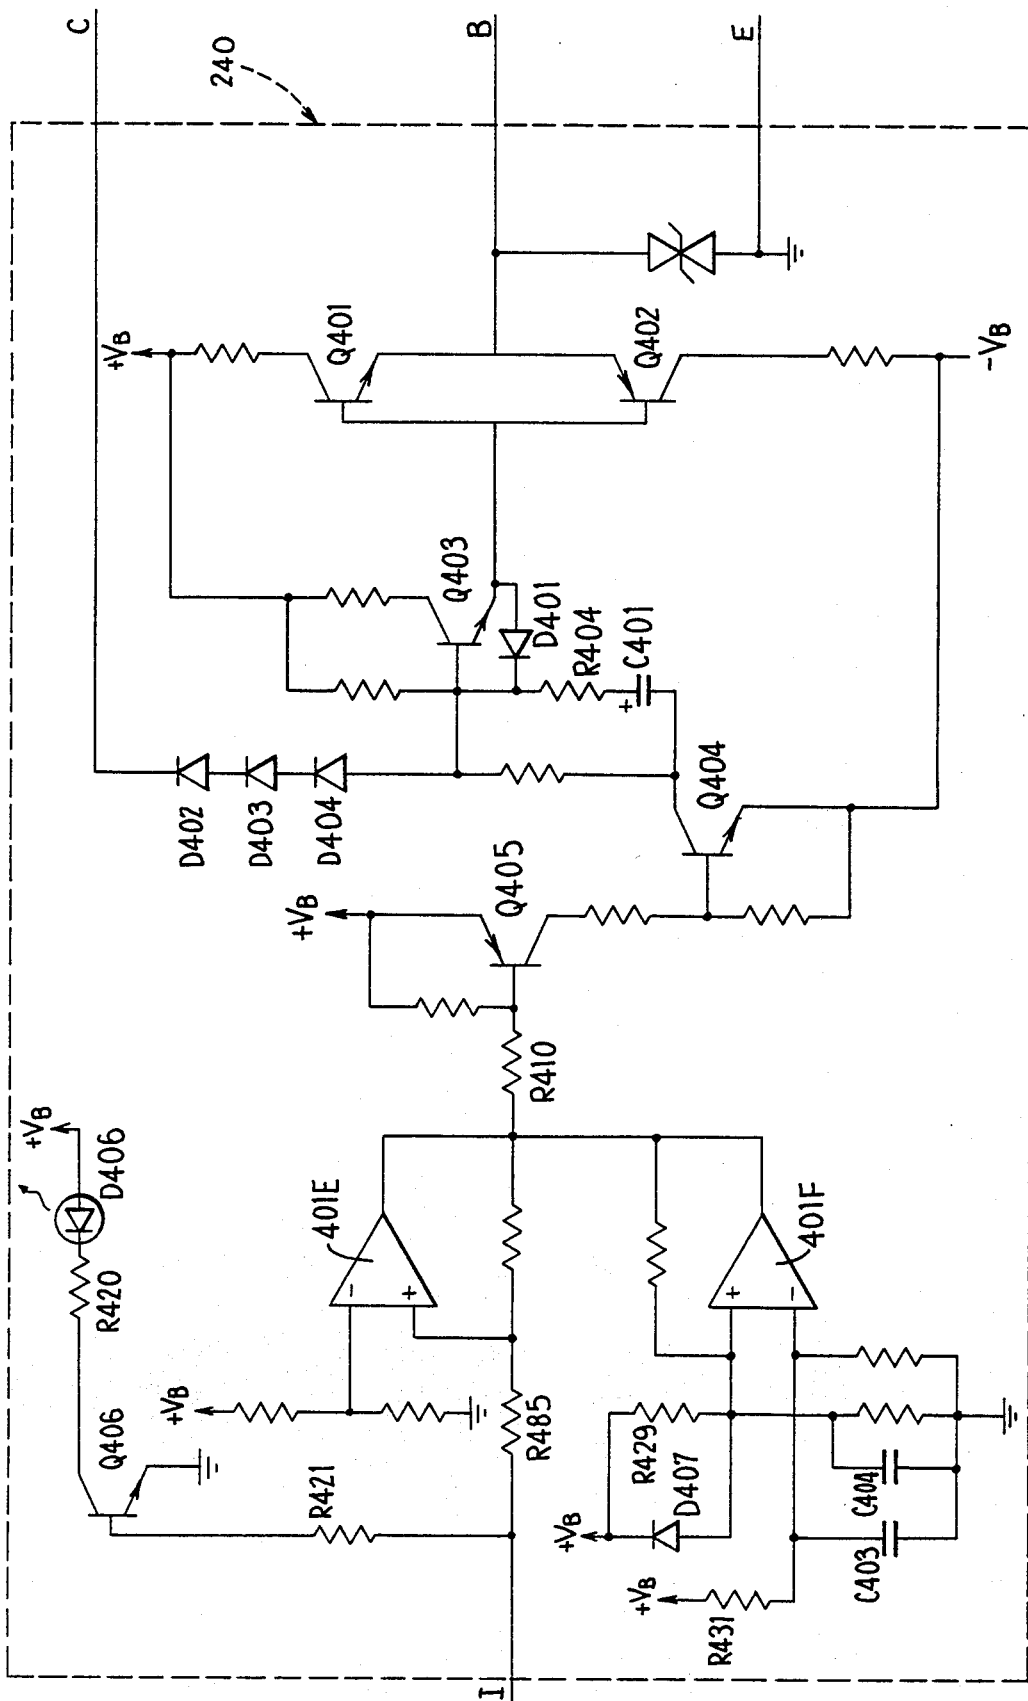 C
B
E
240
+VB
Q401
Q402
-VB
Q403
D401
R404
C401
+
D402
D403
D404
Q404
+VB
Q405
R410
+VB
D406
R420
401E
-
+
401F
+
-
Q406
+VB
R485
R421
R429
D407
+VB
C404
C403
+VB
R431
I